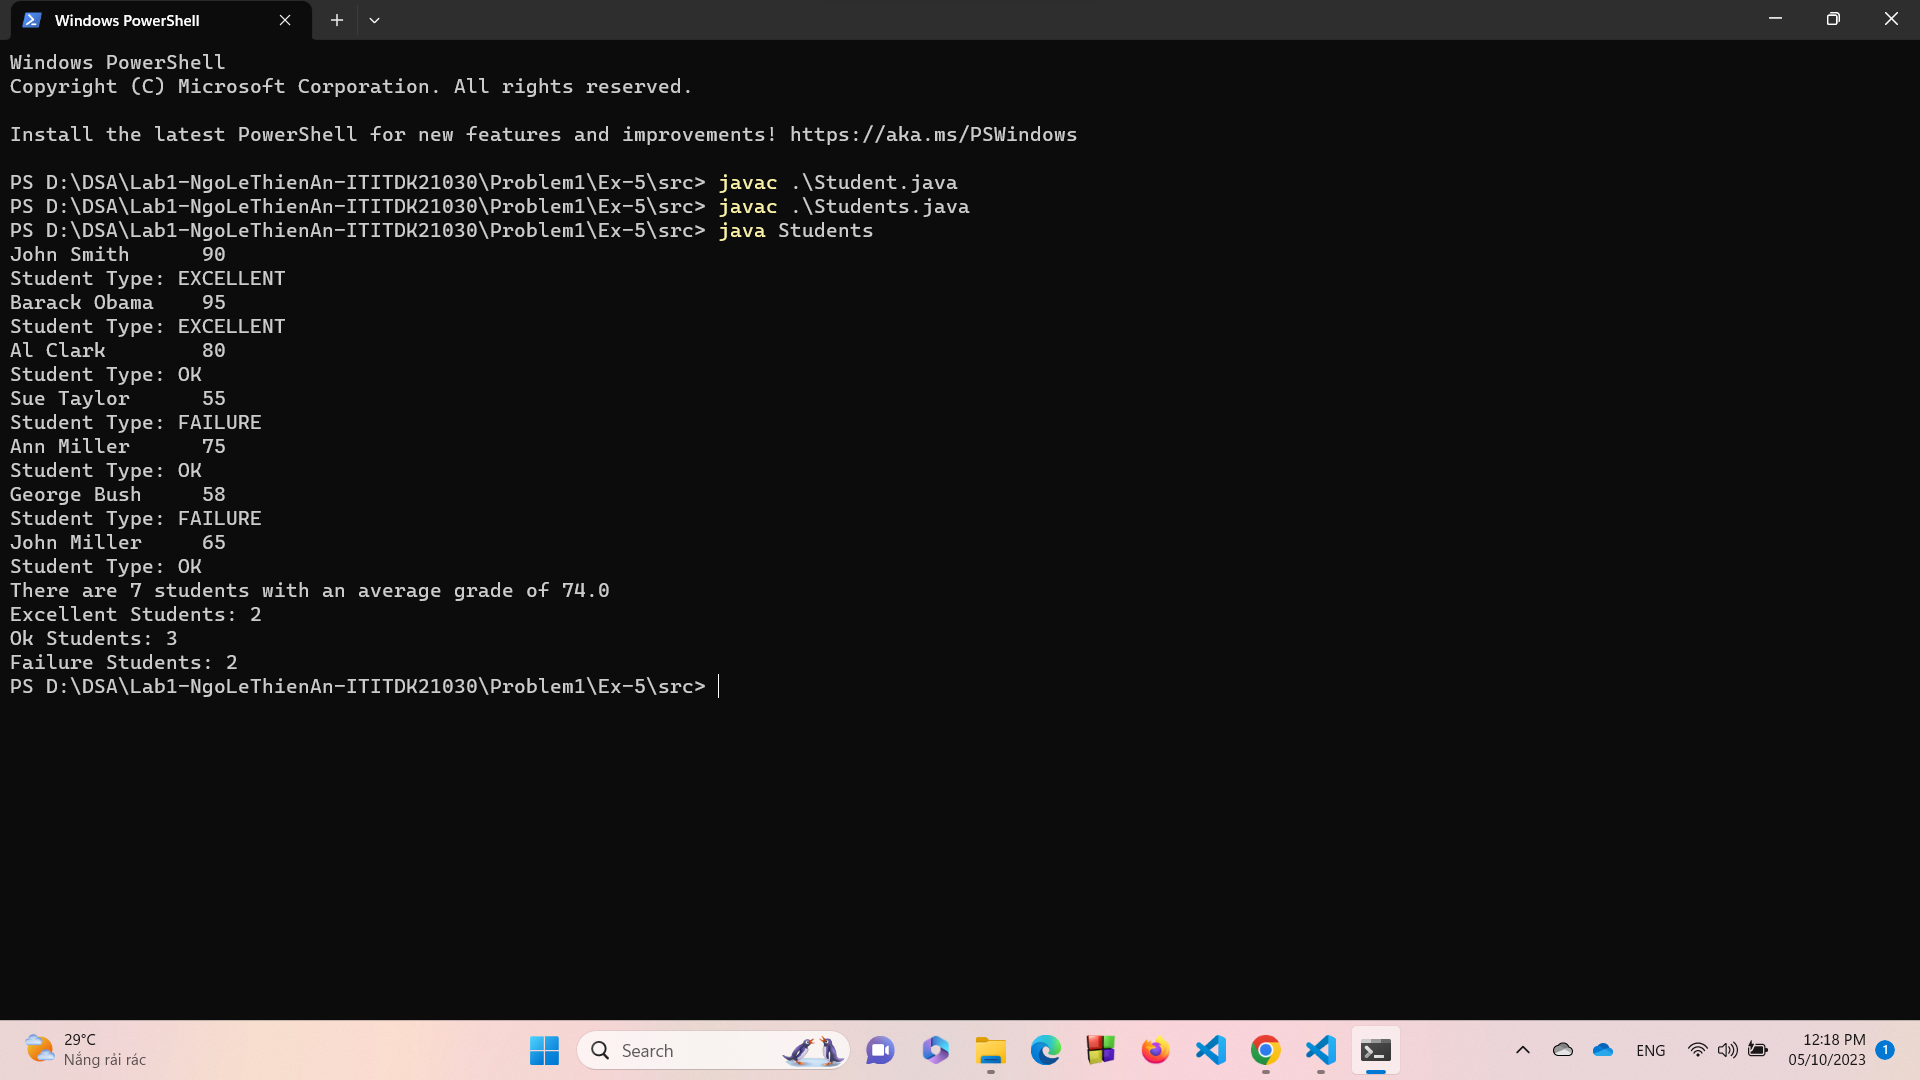 Windows PowerShell
Windows PowerShell
Copyright (C) Microsoft Corporation. All rights reserved.
Install the latest PowerShell for new features and improvements! https://aka.ms/PSWindows
PS D:\DSA\Lab1-NgoLeThienAn-ITITDK21030\Problem1\Ex-5\src> javac .\Student.java
PS D:\DSA\Lab1-NgoLeThienAn-ITITDK21030\Problem1\Ex-5\src> javac .\Students.java
PS D:\DSA\Lab1-NgoLeThienAn-ITITDK21030\Problem1\Ex-5\src> java Students
John Smith      90
Student Type: EXCELLENT
Barack Obama    95
Student Type: EXCELLENT
Al Clark        80
Student Type: OK
Sue Taylor      55
Student Type: FAILURE
Ann Miller      75
Student Type: OK
George Bush     58
Student Type: FAILURE
John Miller     65
Student Type: OK
There are 7 students with an average grade of 74.0
Excellent Students: 2
Ok Students: 3
Failure Students: 2
PS D:\DSA\Lab1-NgoLeThienAn-ITITDK21030\Problem1\Ex-5\src>
29°C
Nắng rải rác
Search
ENG
12:18 PM
05/10/2023
1